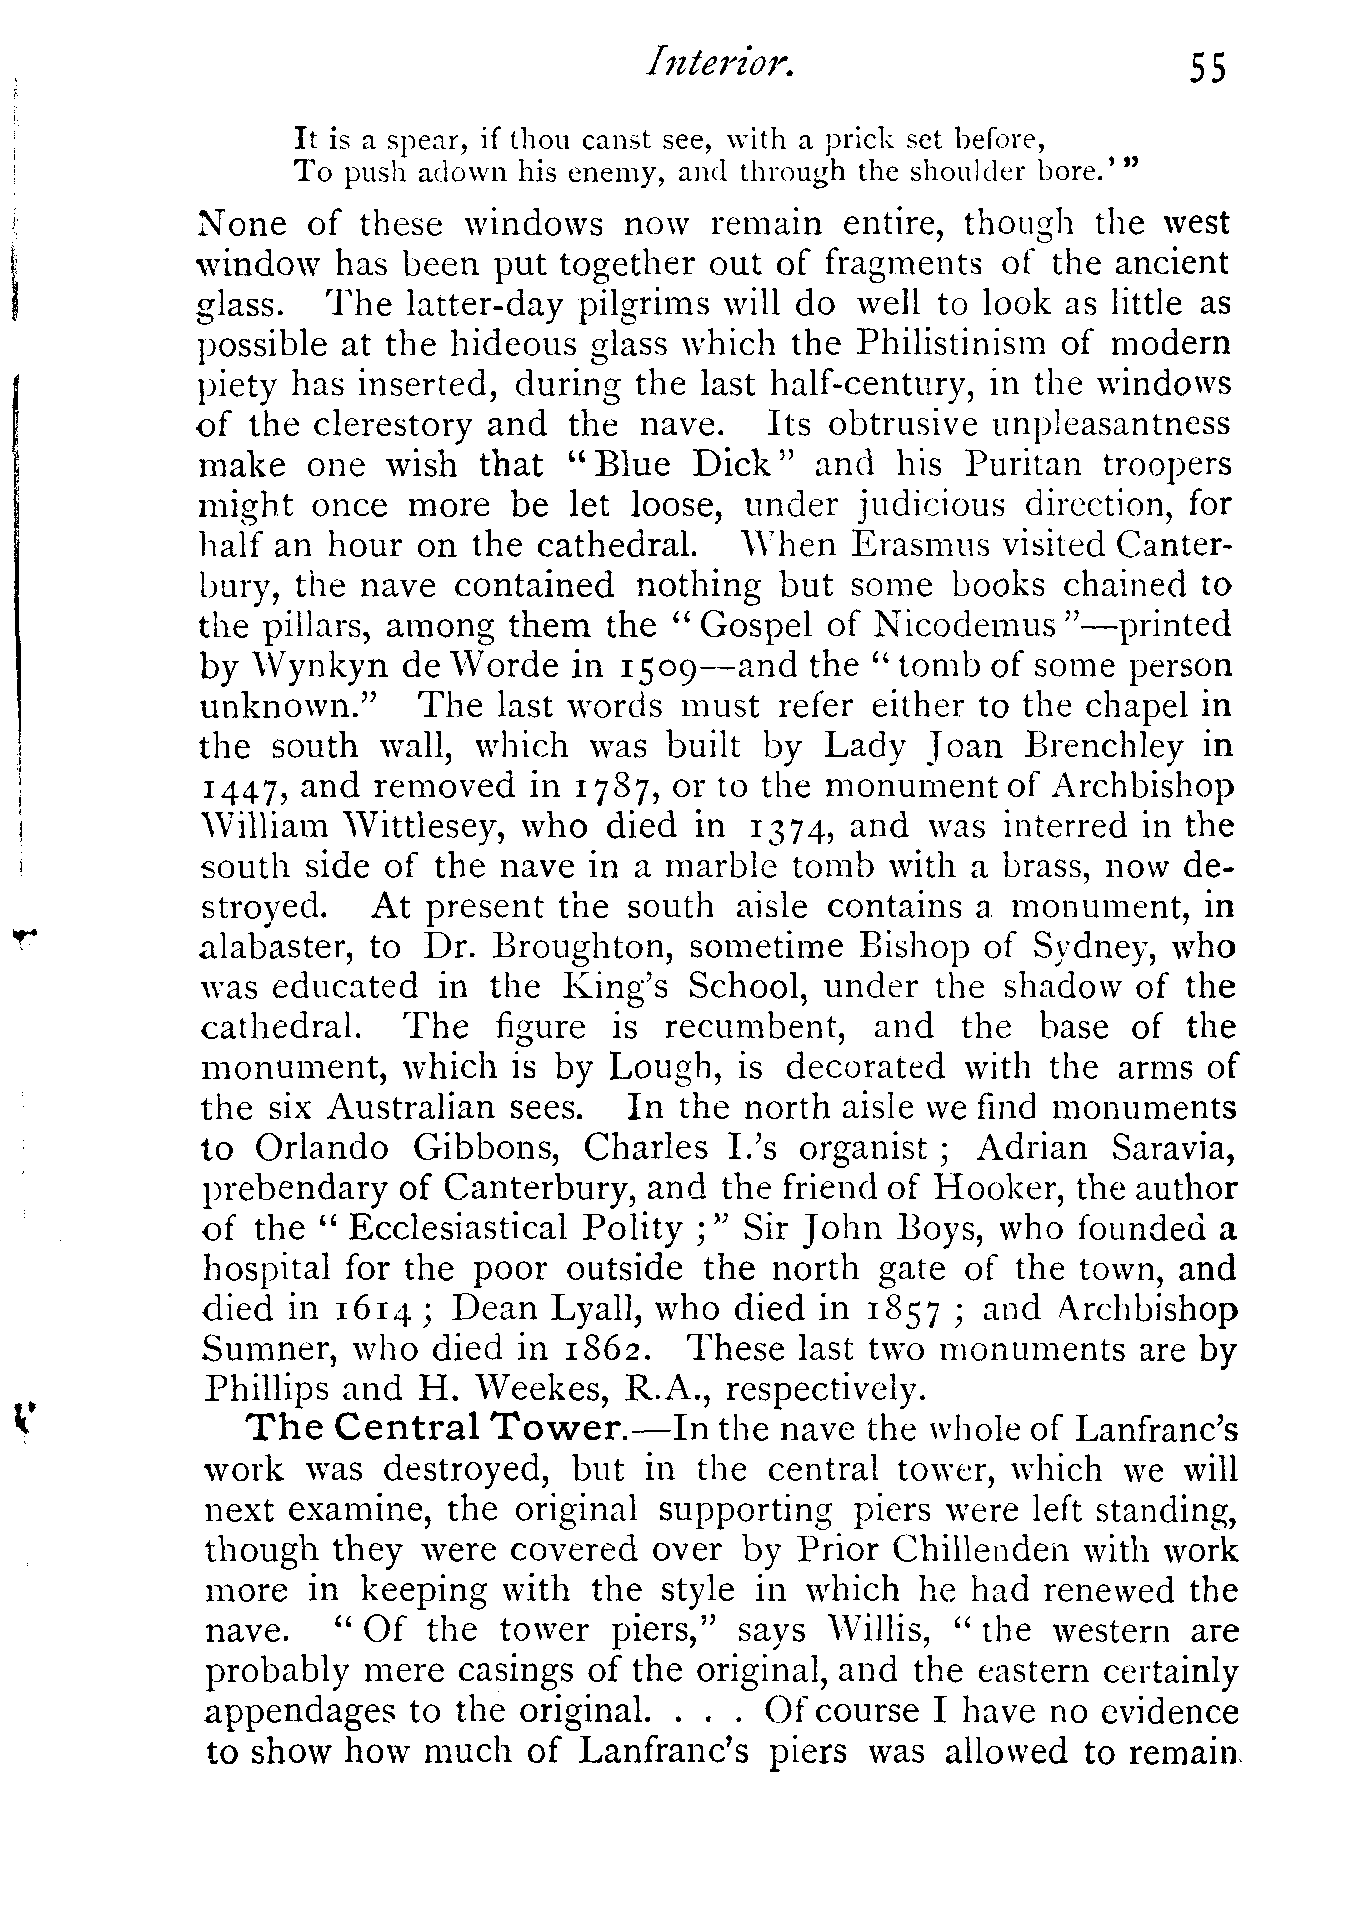 Interior. 55
It is a spear, if thou canst see, with a prick set before,
To push adown his enemy, and through the shoulder bore.' "
None of these windows now remain entire, though the west
window has been put together out of fragments of the ancient
glass. The latter-day pilgrims will do well to look as little as
possible at the hideous glass which the Philistinism of modern
piety has inserted, during the last half-century, in the windows
of the clerestory and the nave. Its obtrusive unpleasantness
make one wish that " Blue Dick " and his Puritan troopers
might once more be let loose, under judicious direction, for
half an hour on the cathedral. When Erasmus visited Canter-
bury, the nave contained nothing but some books chained to
the pillars, among them the " Gospel of Nicodemus "—printed
by Wynkyn de Worde in 1509—and the " tomb of some person
unknown." The last words must refer either to the chapel in
the south wall, which was built by Lady Joan Brenchley in
1447, and removed in 1787, or to the monument of Archbishop
William Wittlesey, who died in 1374, and was interred in the
south side of the nave in a marble tomb with a brass, now de-
stroyed. At present the south aisle contains a monument, in
alabaster, to Dr. Broughton, sometime Bishop of Sydney, who
was educated in the King's School, under the shadow of the
cathedral. The figure is recumbent, and the base of the
monument, which is by Lough, is decorated with the arms of
the six Australian sees. In the north aisle we find monuments
to Orlando Gibbons, Charles I.'s organist ; Adrian Saravia,
prebendary of Canterbury, and the friend of Hooker, the author
of the " Ecclesiastical Polity ;" Sir John Boys, who founded a
hospital for the poor outside the north gate of the town, and
died in 1614 ; Dean Lyall, who died in 1857 ; and Archbishop
Sumner, who died in 1862. These last two monuments are by
Phillips and H. Weekes, R.A., respectively.
The Central Tower.—In the nave the whole of Lanfranc's
work was destroyed, but in the central tower, which we will
next examine, the original supporting piers were left standing,
though they were covered over by Prior Chillenden with work
more in keeping with the style in which he had renewed the
nave. " Of the tower piers," says Willis, " the western are
probably mere casings of the original, and the eastern certainly
appendages to the original. . . . Of course I have no evidence
to show how much of Lanfranc's piers was allowed to remain.